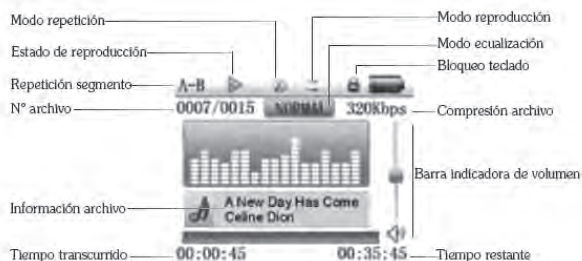 Modo repetición
Modo reproducción
Estado de reproducción
Modo ecualización
Bloqueo teclado
Repetición segmento
A-B
Nº archivo
0007/0015
NORMAL
320Kbps
Compresión archivo
Barra indicadora de volumen
Información archivo
A New Day Has Come
Celine Dion
Tiempo transcurrido
00:00:45
00:35:45
Tiempo restante